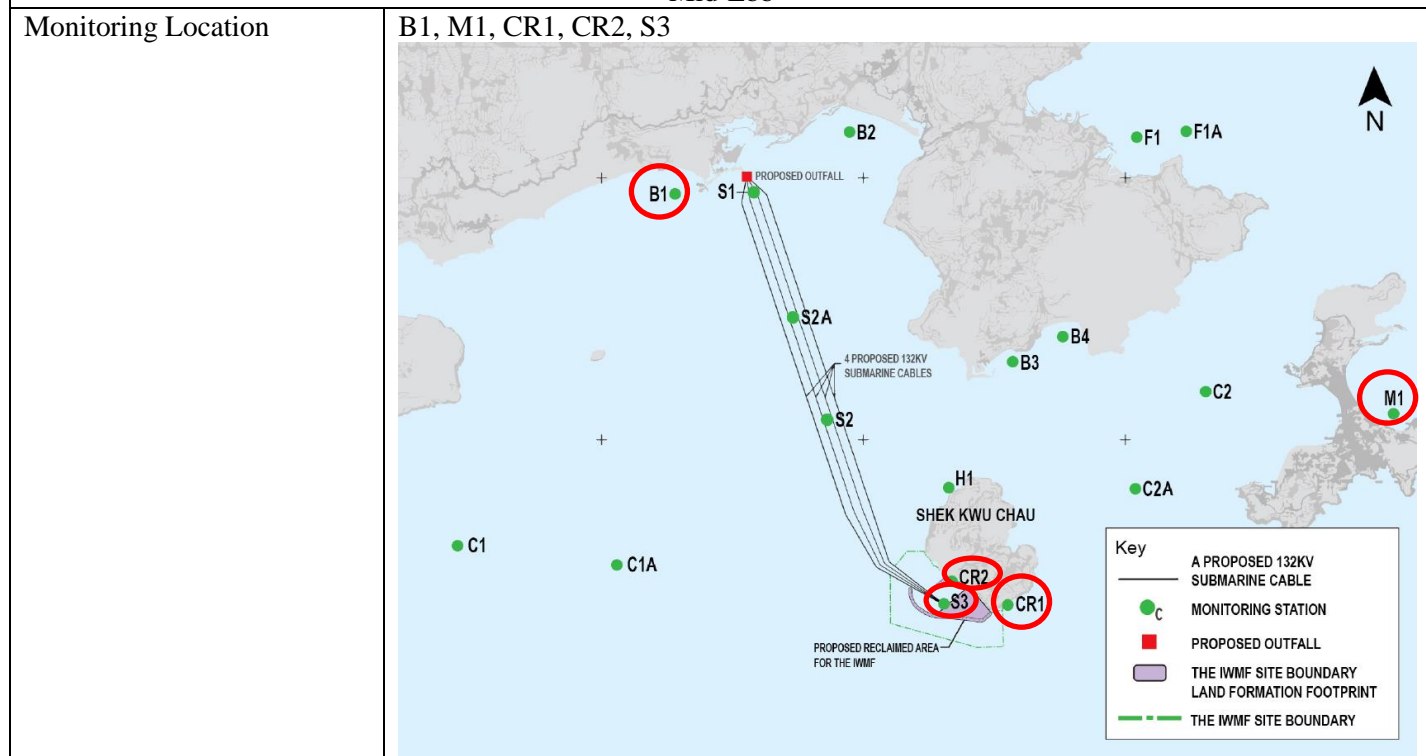 Monitoring Location
B1, M1, CR1, CR2, S3
N
B2
F1
F1A
B1
S1
PROPOSED OUTFALL
S2A
B4
B3
4 PROPOSED 132KV
SUBMARINE CABLES
C2
M1
S2
H1
C2A
SHEK KWU CHAU
C1
C1A
CR2
S3
CR1
PROPOSED RECLAIMED AREA
FOR THE IWMF
Key
A PROPOSED 132KV
SUBMARINE CABLE
C
MONITORING STATION
PROPOSED OUTFALL
THE IWMF SITE BOUNDARY
LAND FORMATION FOOTPRINT
THE IWMF SITE BOUNDARY